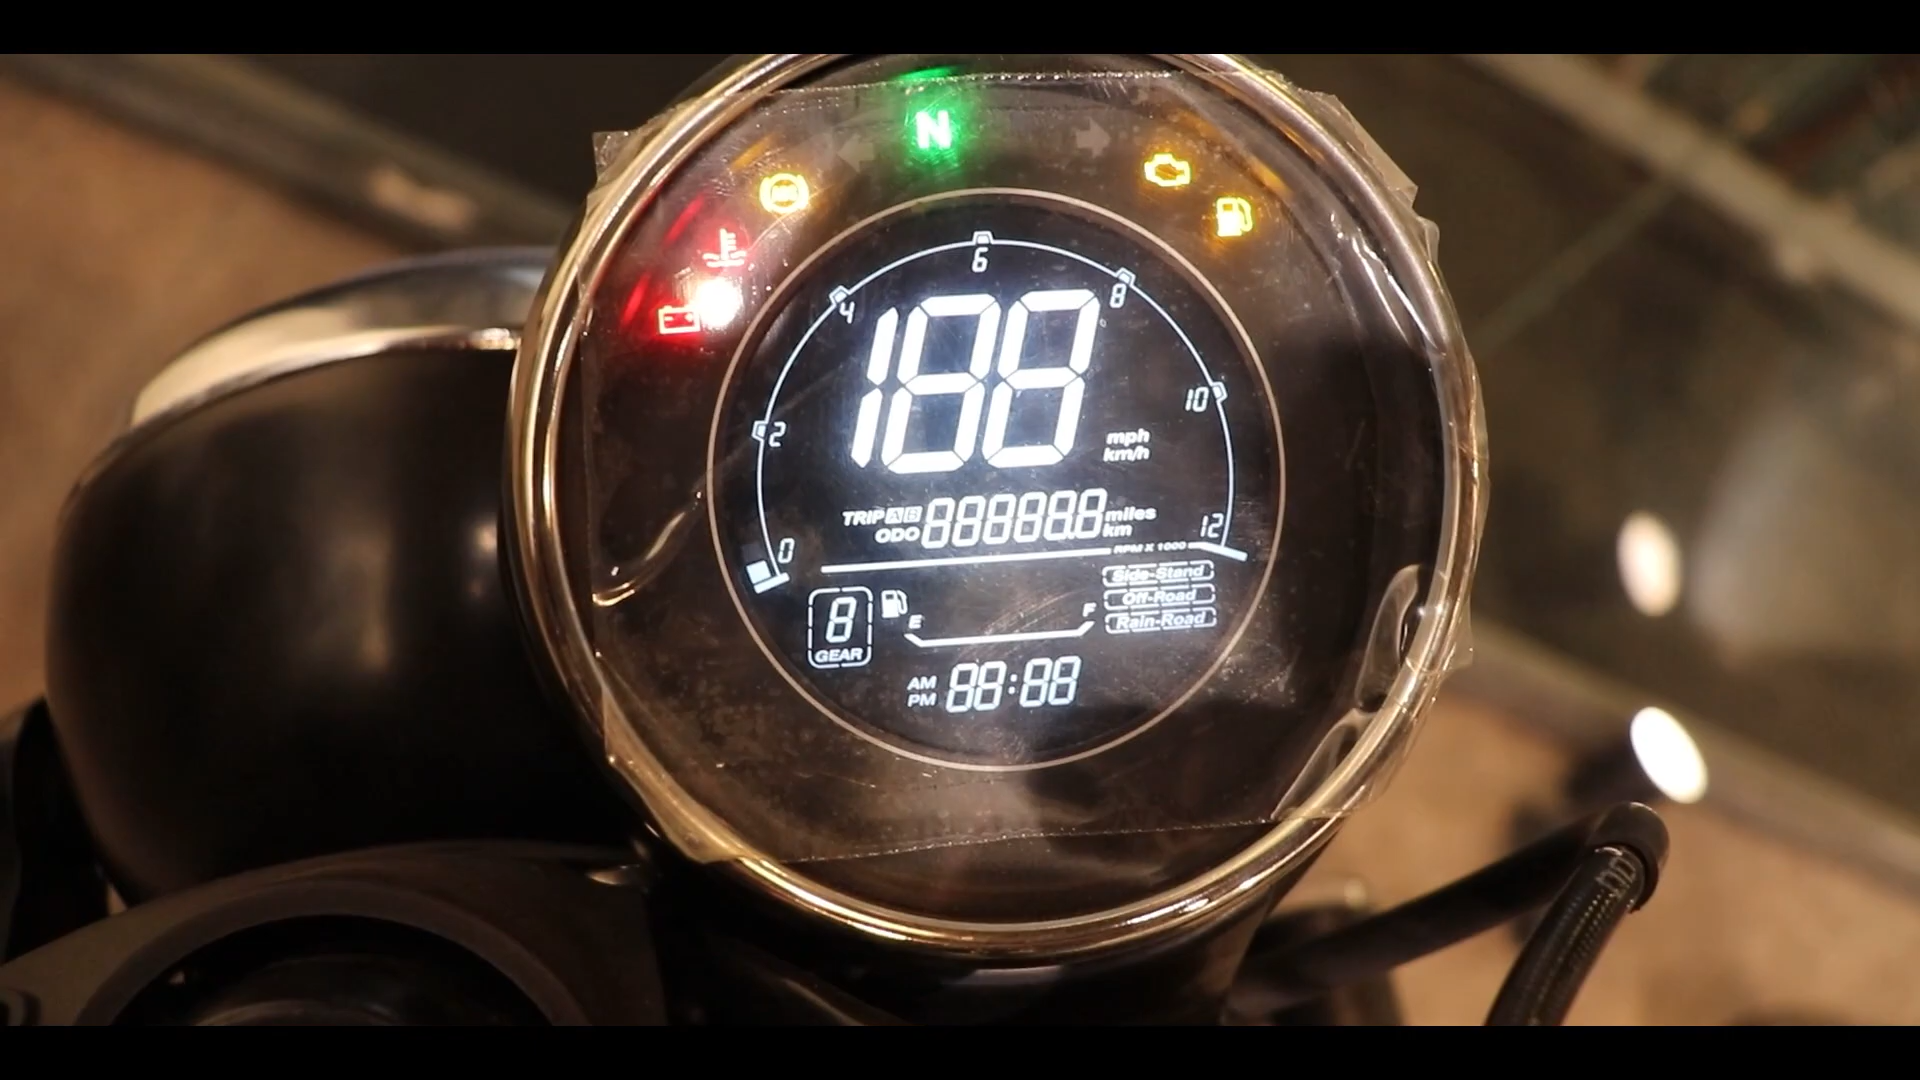 N
6
4
8
188
10
2
mph
km/h
TRIP A B 888888.8 miles
ODO km
12
0
RPM X 1000
Side-Stand
Off-Road
Rain-Road
8
GEAR
E
F
AM
PM
88:88